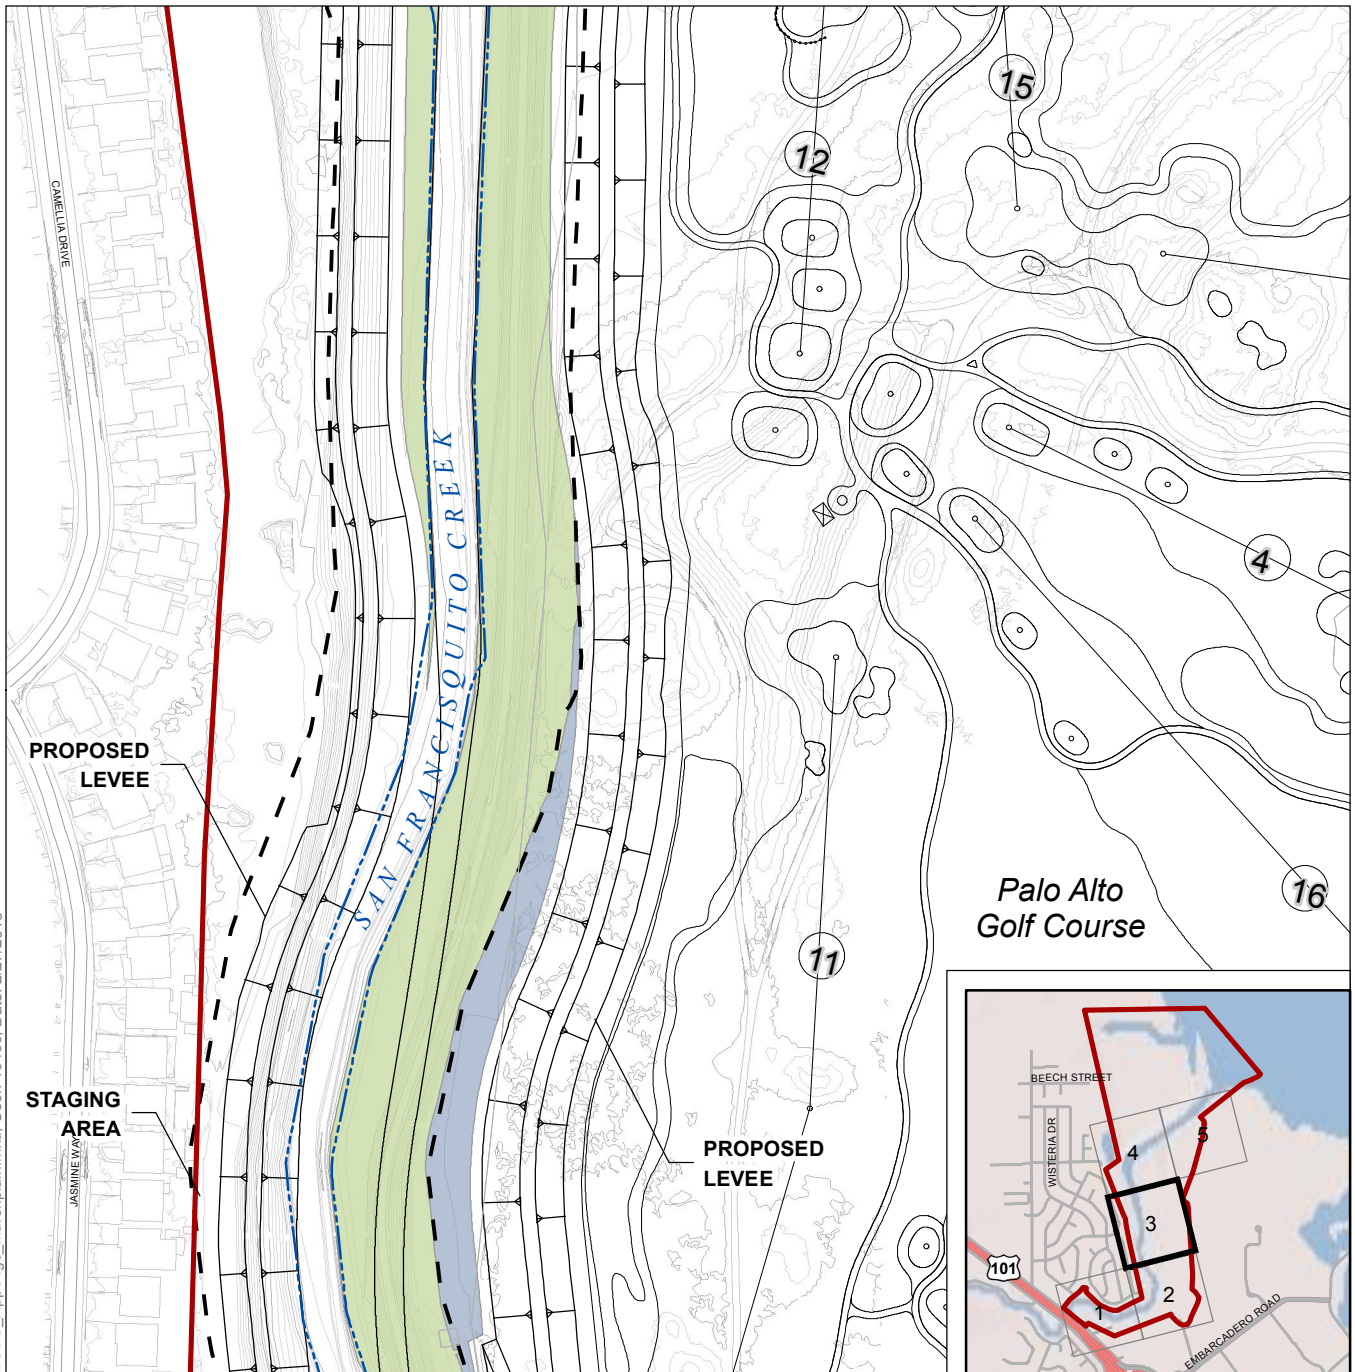 15
12
CAMELLIA DRIVE
SAN FRANCISQUITO CREEK
4
PROPOSED
LEVEE
16
Palo Alto
Golf Course
11
STAGING
AREA
JASMINE WAY
PROPOSED
LEVEE
BEECH STREET
WISTERIA DR
5
4
3
101
2
1
EMBARCADERO ROAD